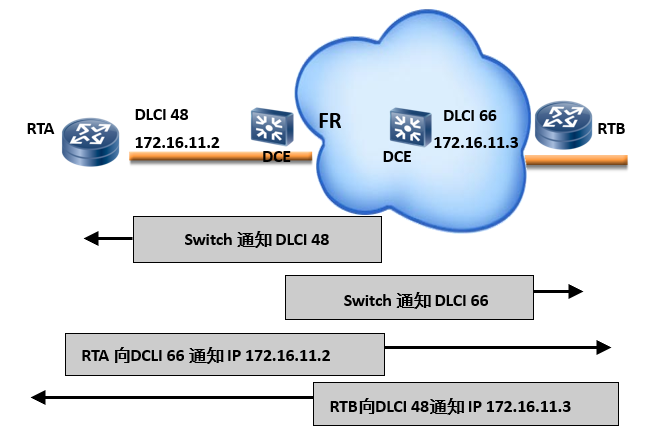 RTA
DLCI 48
172.16.11.2
DCE
FR
DCE
DLCI 66
172.16.11.3
RTB
Switch 通知 DLCI 48
Switch 通知 DLCI 66
RTA 向DCLI 66 通知 IP 172.16.11.2
RTB向DLCI 48通知 IP 172.16.11.3